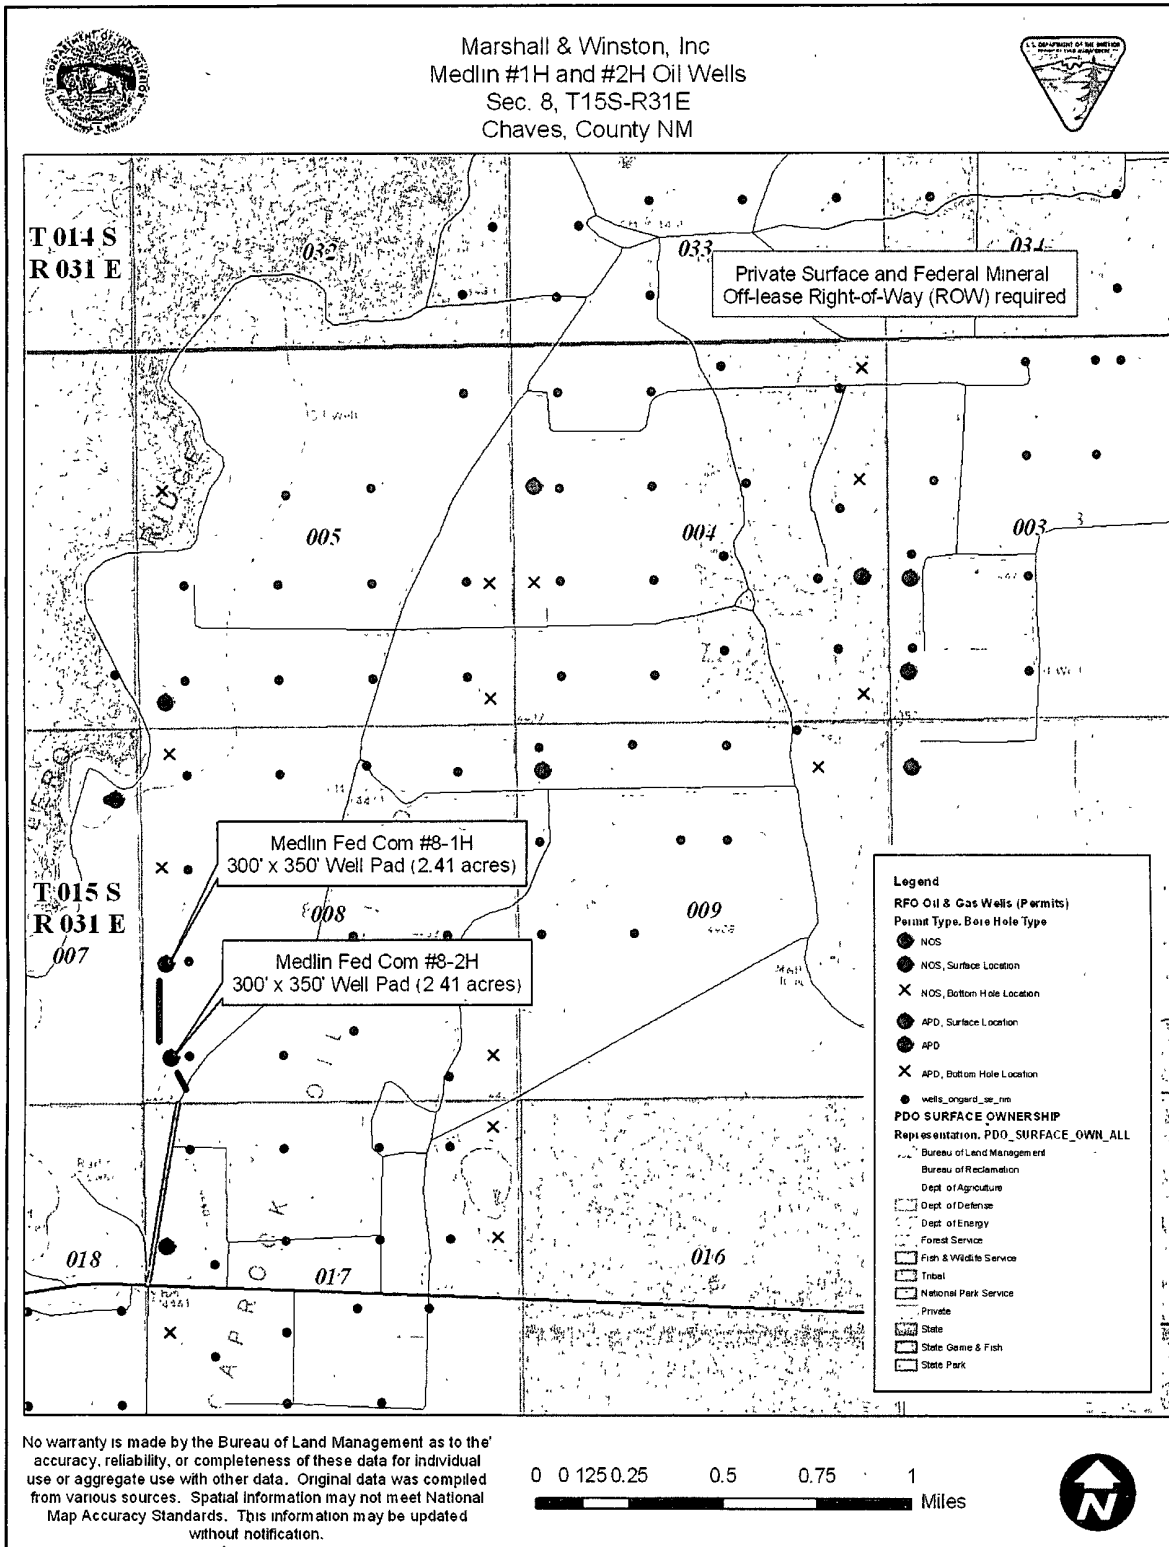 Marshall & Winston, Inc
Medlin #1H and #2H Oil Wells
Sec. 8, T15S-R31E
Chaves, County NM
T 014 S
R 031 E
032
033
034
Private Surface and Federal Mineral
Off-lease Right-of-Way (ROW) required
RIDGE
005
004
003
Medlin Fed Com #8-1H
300' x 350' Well Pad (2.41 acres)
T 015 S
R 031 E
007
008
009
Medlin Fed Com #8-2H
300' x 350' Well Pad (2 41 acres)
OIL
018
017
016
CAPROCK
Legend
RFO Oil & Gas Wells (Permits)
Permit Type, Bore Hole Type
NOS
NOS, Surface Location
NOS, Bottom Hole Location
APD, Surface Location
APD
APD, Bottom Hole Location
wells_ongard_se_nm
PDO SURFACE OWNERSHIP
Representation, PDO_SURFACE_OWN_ALL
Bureau of Land Management
Bureau of Reclamation
Dept of Agriculture
Dept of Defense
Dept of Energy
Forest Service
Fish & Wildlife Service
Tribal
National Park Service
Private
State
State Game & Fish
State Park
No warranty is made by the Bureau of Land Management as to the
accuracy, reliability, or completeness of these data for individual
use or aggregate use with other data. Original data was compiled
from various sources. Spatial information may not meet National
Map Accuracy Standards. This information may be updated
without notification.
0 0 125 0.25 0.5 0.75 1
Miles
N